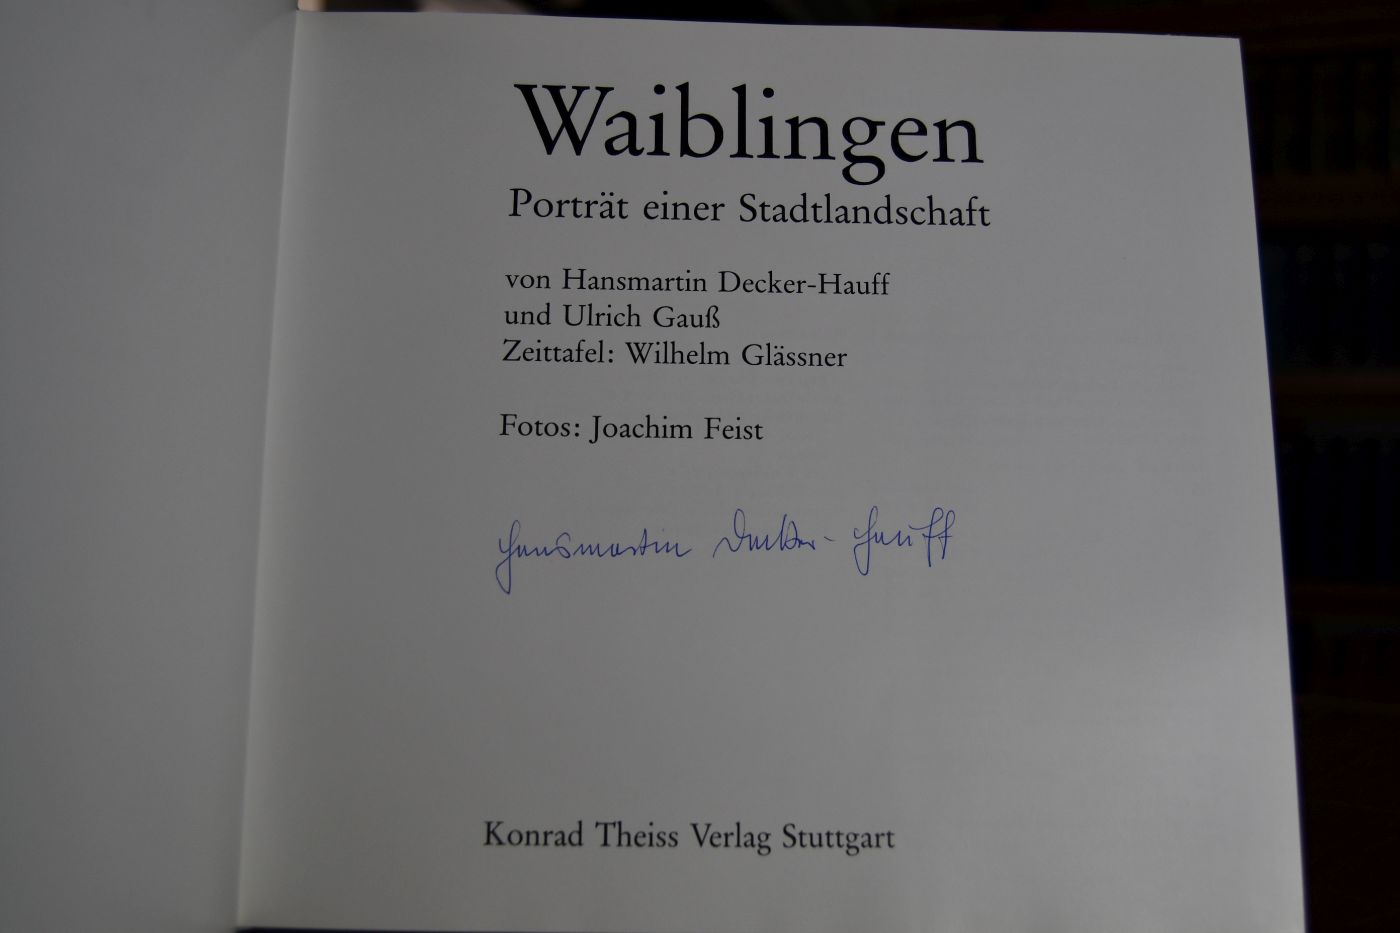 Waiblingen
Porträt einer Stadtlandschaft
von Hansmartin Decker-Hauff
und Ulrich Gauß
Zeittafel: Wilhelm Glässner
Fotos: Joachim Feist
Hansmartin Decker-Hauff
Konrad Theiss Verlag Stuttgart